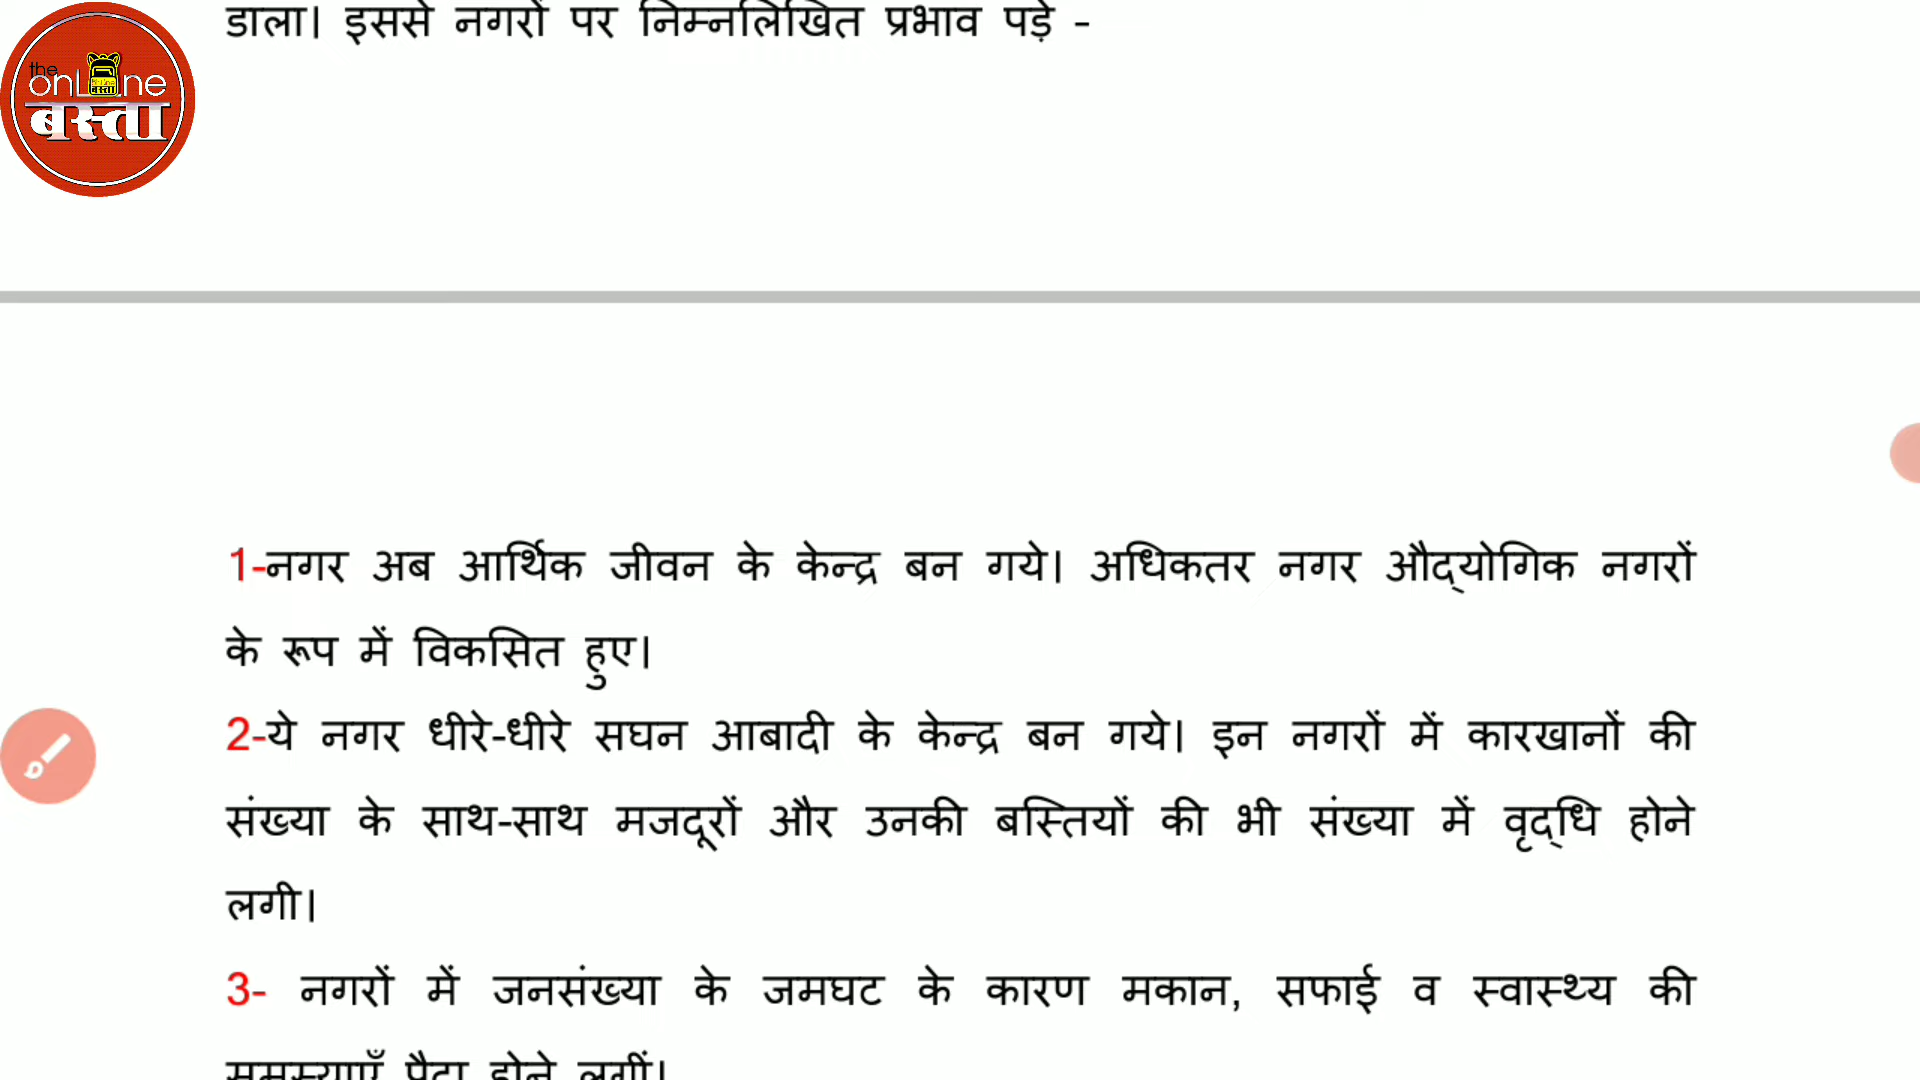 डाला। इससे नगरों पर निम्नलिखित प्रभाव पड़े -
the
onLine
बस्ता
1-नगर अब आर्थिक जीवन के केन्द्र बन गये। अधिकतर नगर औद्योगिक नगरों
के रूप में विकसित हुए।
2-ये नगर धीरे-धीरे सघन आबादी के केन्द्र बन गये। इन नगरों में कारखानों की
संख्या के साथ-साथ मजदूरों और उनकी बस्तियों की भी संख्या में वृद्धि होने
लगी।
3- नगरों में जनसंख्या के जमघट के कारण मकान, सफाई व स्वास्थ्य की
समस्याएँ पैदा होने लगीं।